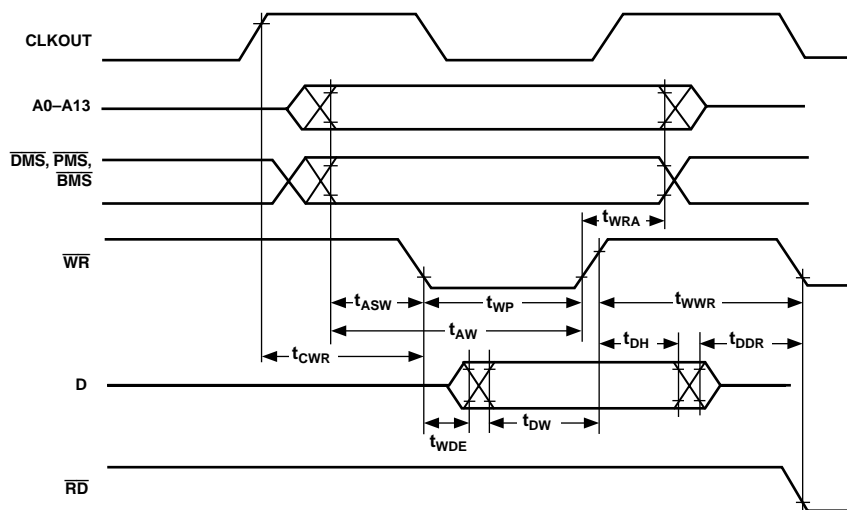 CLKOUT
A0–A13
DMS, PMS,
BMS
tWRA
WR
tASW
tWP
tWWR
tAW
tCWR
tDH
tDDR
D
tWDE
tDW
RD